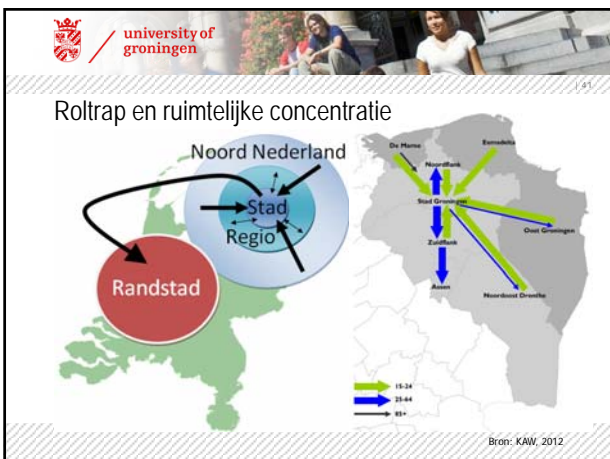 university of
groningen
| 41
Roltrap en ruimtelijke concentratie
Noord Nederland
Stad
Regio
Randstad
De Marne
Eemsdelta
Noordflank
Stad Groningen
Oost Groningen
Zuidflank
Assen
Noordoost Drenthe
15-24
25-64
85+
Bron: KAW, 2012